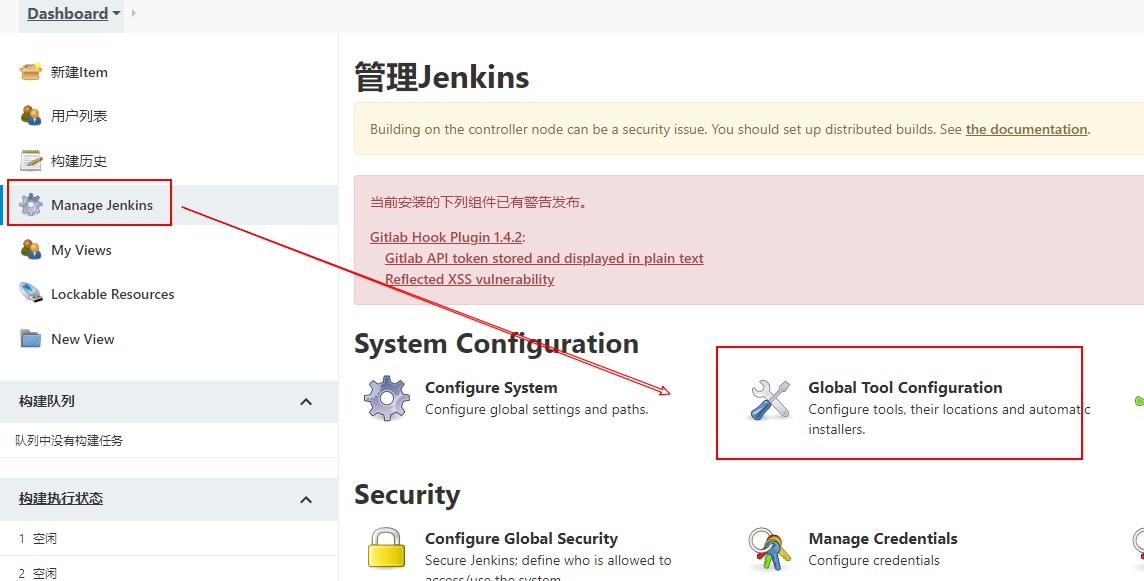 Dashboard
新建Item
用户列表
构建历史
Manage Jenkins
My Views
Lockable Resources
New View
构建队列
队列中没有构建任务
构建执行状态
1 空闲
2 空闲
管理Jenkins
Building on the controller node can be a security issue. You should set up distributed builds. See the documentation.
当前安装的下列组件已有警告发布。
Gitlab Hook Plugin 1.4.2:
Gitlab API token stored and displayed in plain text
Reflected XSS vulnerability
System Configuration
Configure System
Configure global settings and paths.
Global Tool Configuration
Configure tools, their locations and automatic
installers.
Security
Configure Global Security
Secure Jenkins; define who is allowed to
access/use the system.
Manage Credentials
Configure credentials